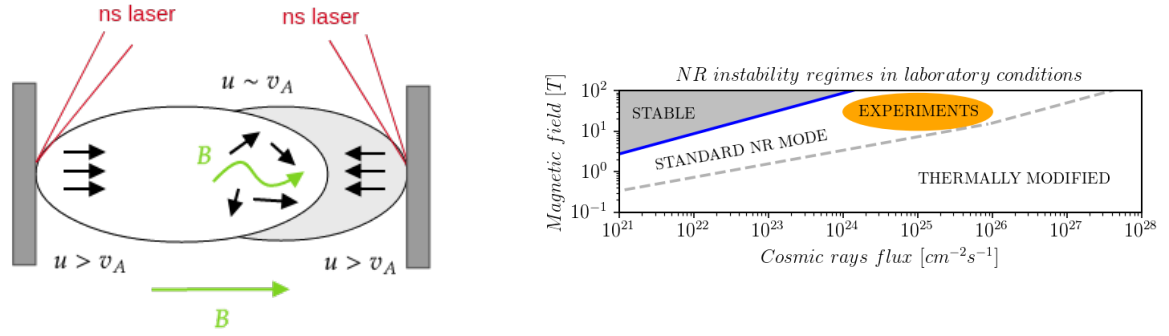 ns laser
ns laser
u ~ v_A
B
u > v_A
u > v_A
B
NR instability regimes in laboratory conditions
Magnetic field [T]
10^2
10^1
10^0
10^−1
STABLE
EXPERIMENTS
STANDARD NR MODE
THERMALLY MODIFIED
10^21 10^22 10^23 10^24 10^25 10^26 10^27 10^28
Cosmic rays flux [cm^−2 s^−1]